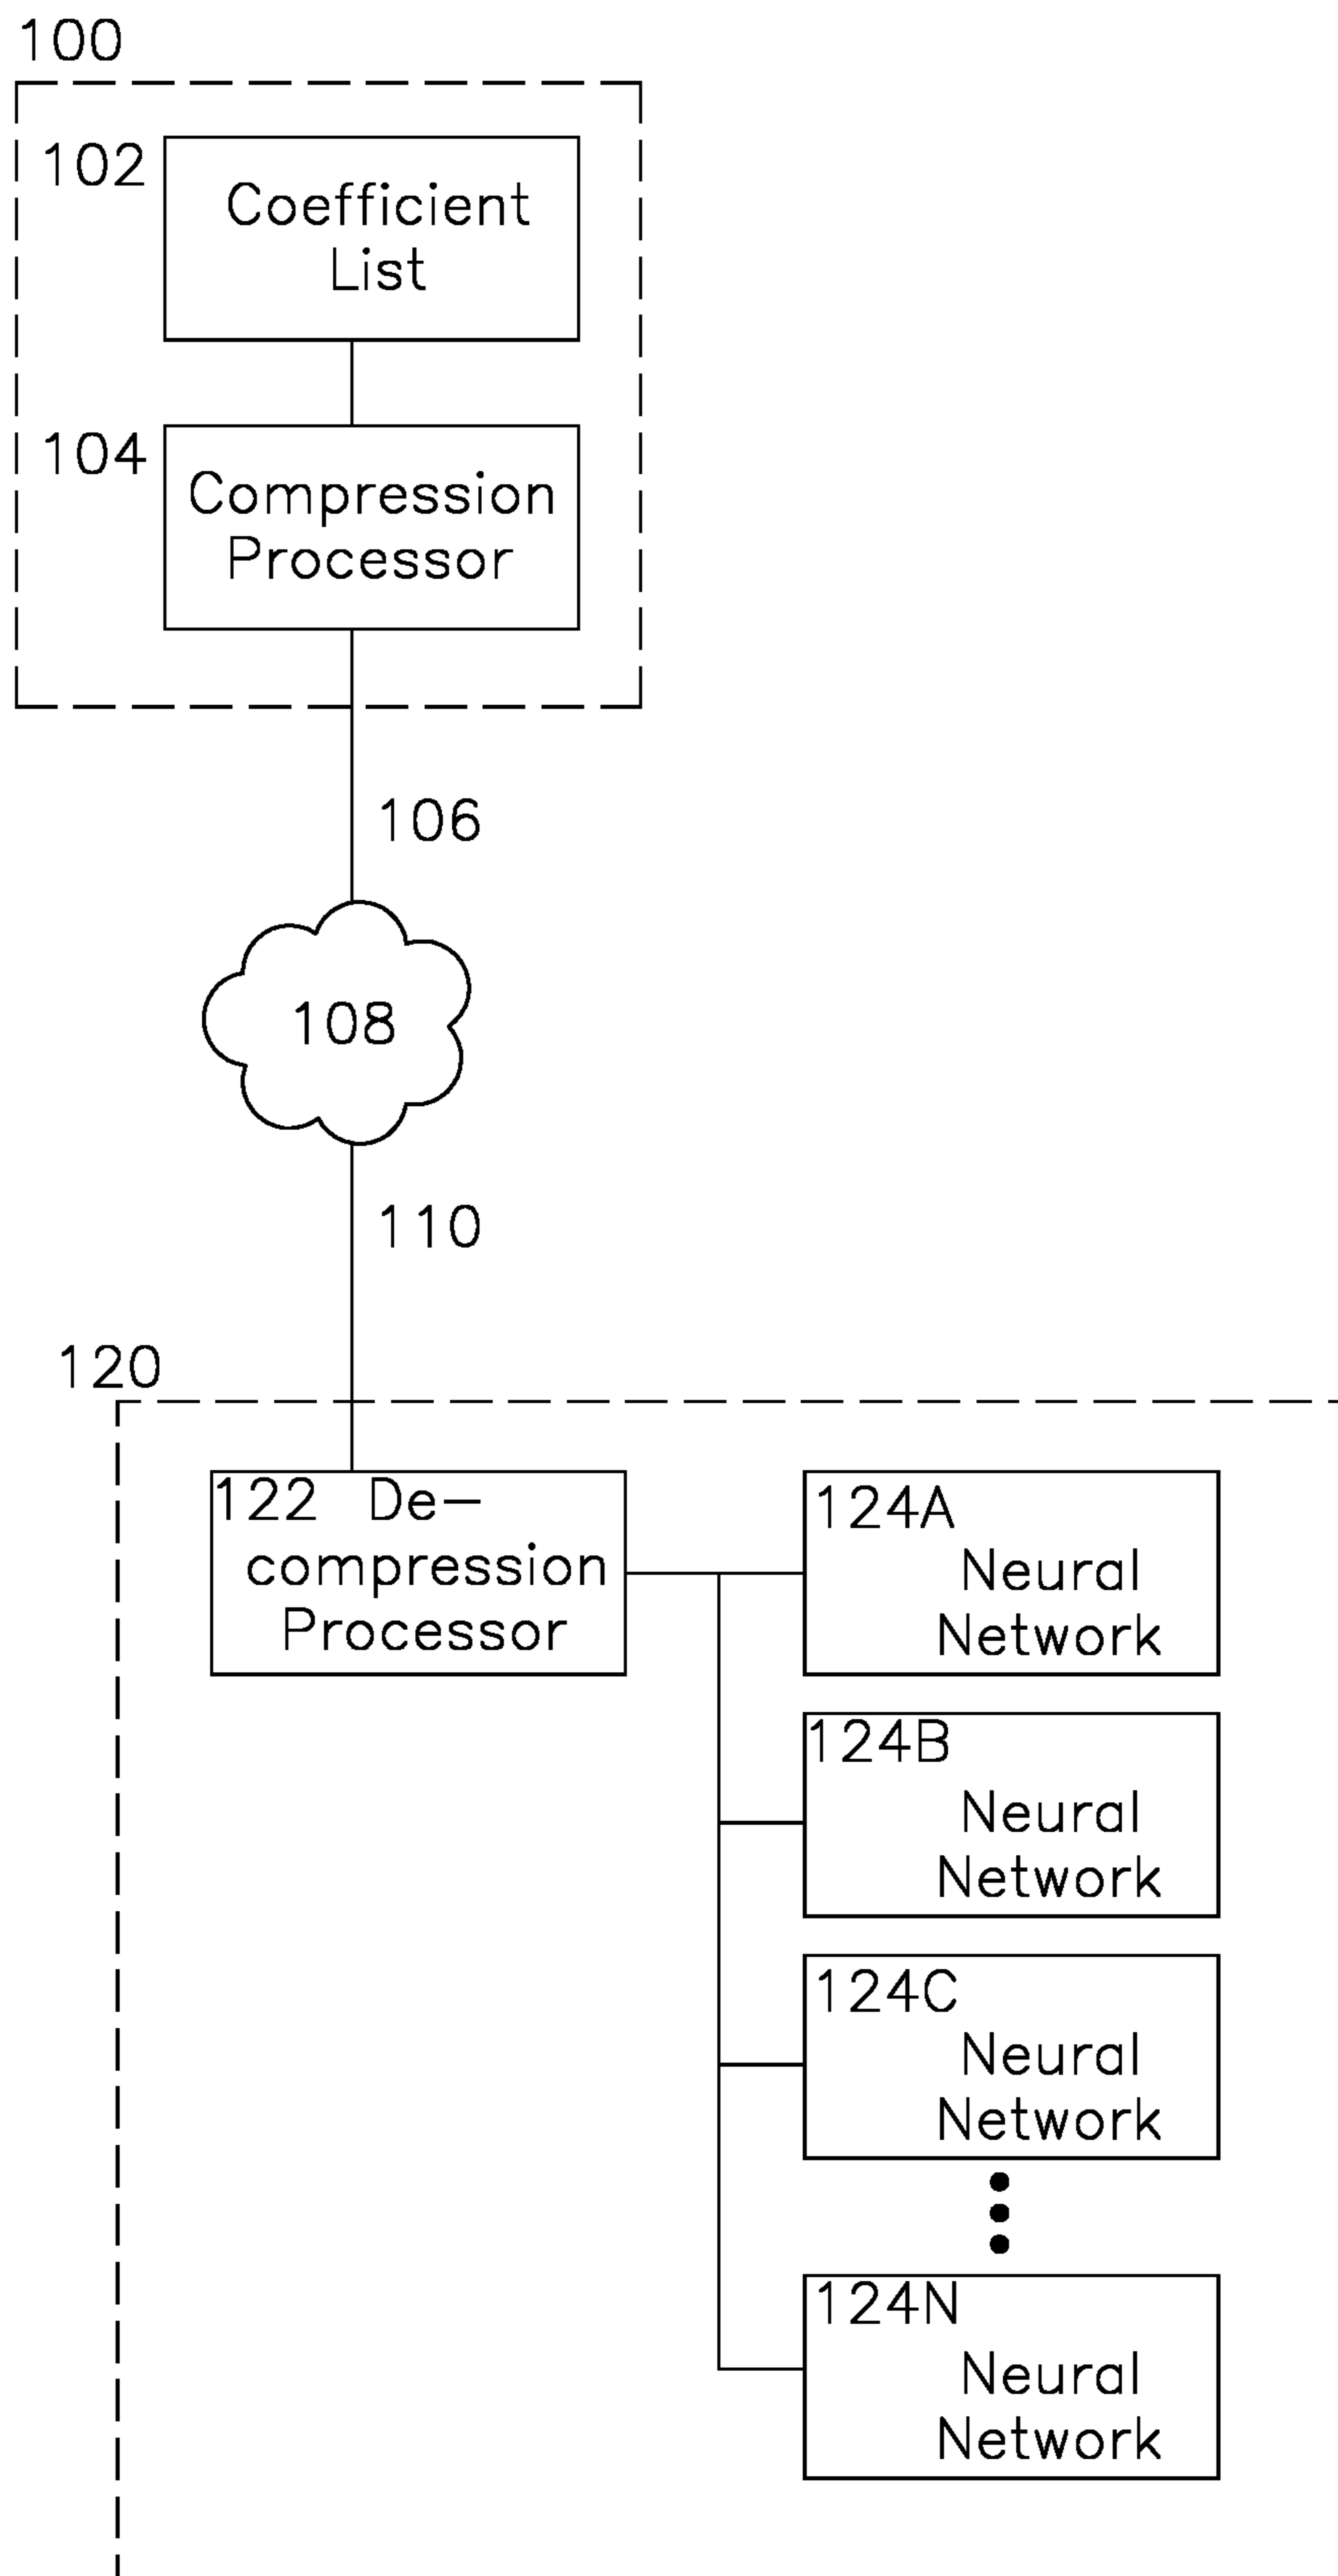 100
102
Coefficient
List
104
Compression
Processor
106
108
110
120
122 De-
compression
Processor
124A
Neural
Network
124B
Neural
Network
124C
Neural
Network
124N
Neural
Network